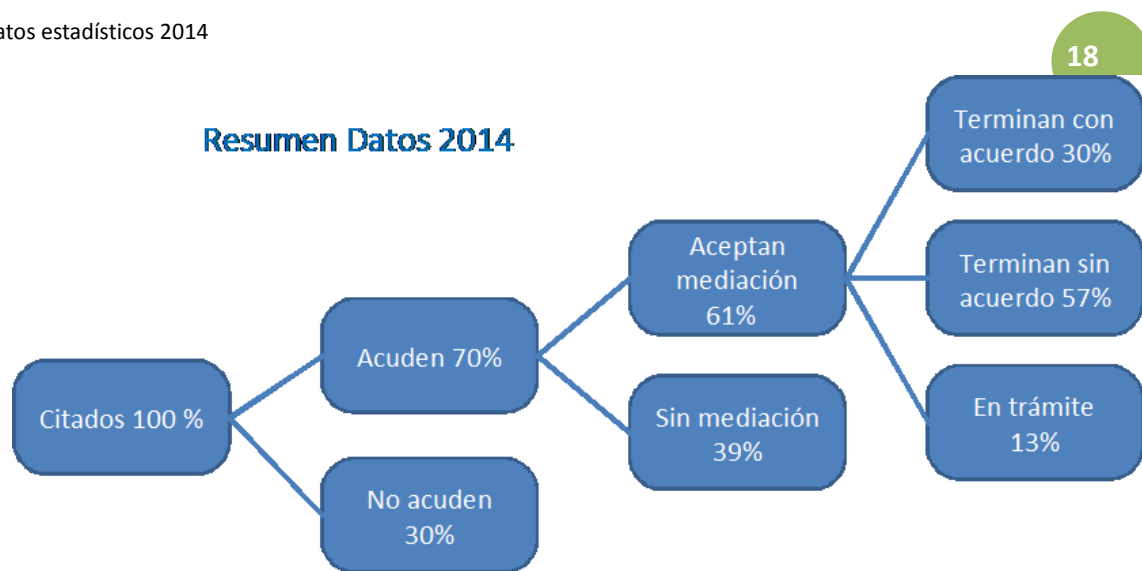 atos estadísticos 2014
18
Resumen Datos 2014
Citados 100 %
Acuden 70%
No acuden
30%
Aceptan
mediación
61%
Sin mediación
39%
Terminan con
acuerdo 30%
Terminan sin
acuerdo 57%
En trámite
13%